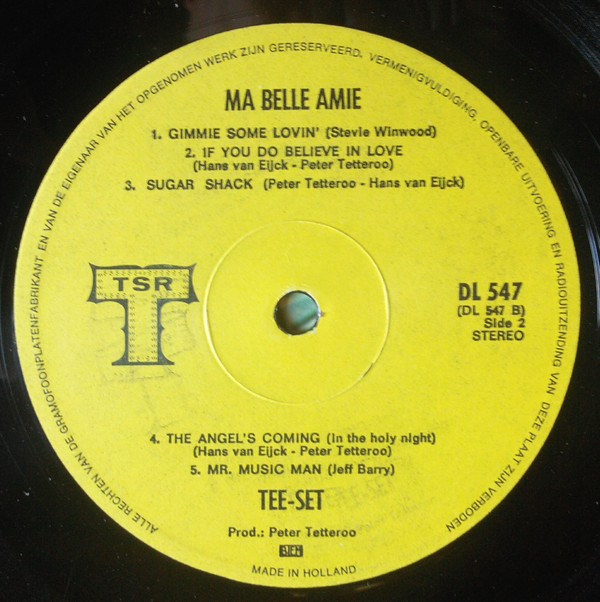 ALLE RECHTEN VAN DE GRAMOFOONPLATENFABRIKANT EN VAN DE EIGENAAR VAN HET OPGENOMEN WERK ZIJN GERESERVEERD. VERMENIGVULDIGING, OPENBARE UITVOERING EN RADIOUITZENDING VAN DEZE PLAAT ZIJN VERBODEN
MA BELLE AMIE
1. GIMMIE SOME LOVIN' (Stevie Winwood)
2. IF YOU DO BELIEVE IN LOVE
(Hans van Eijck - Peter Tetteroo)
3. SUGAR SHACK (Peter Tetteroo - Hans van Eijck)
TSR
DL 547
(DL 547 B)
Side 2
STEREO
4. THE ANGEL'S COMING (In the holy night)
(Hans van Eijck - Peter Tetteroo)
5. MR. MUSIC MAN (Jeff Barry)
TEE-SET
Prod.: Peter Tetteroo
MADE IN HOLLAND